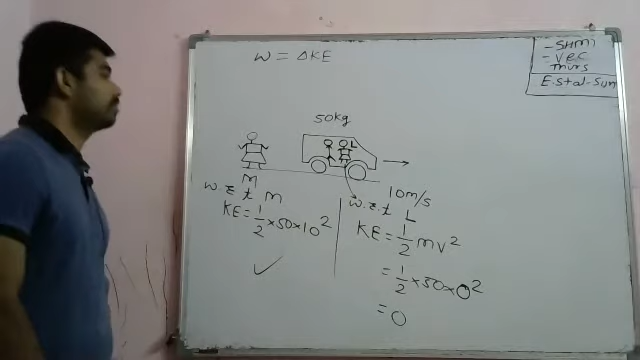 W = ΔKE
- SHM
- Vec
Thurs
E.Stat-Sun
50kg
L
M
10m/s
w.r.t M
KE = 1/2 × 50 × 10²
w.r.t L
KE = 1/2 mv²
= 1/2 × 50 × 0²
= 0